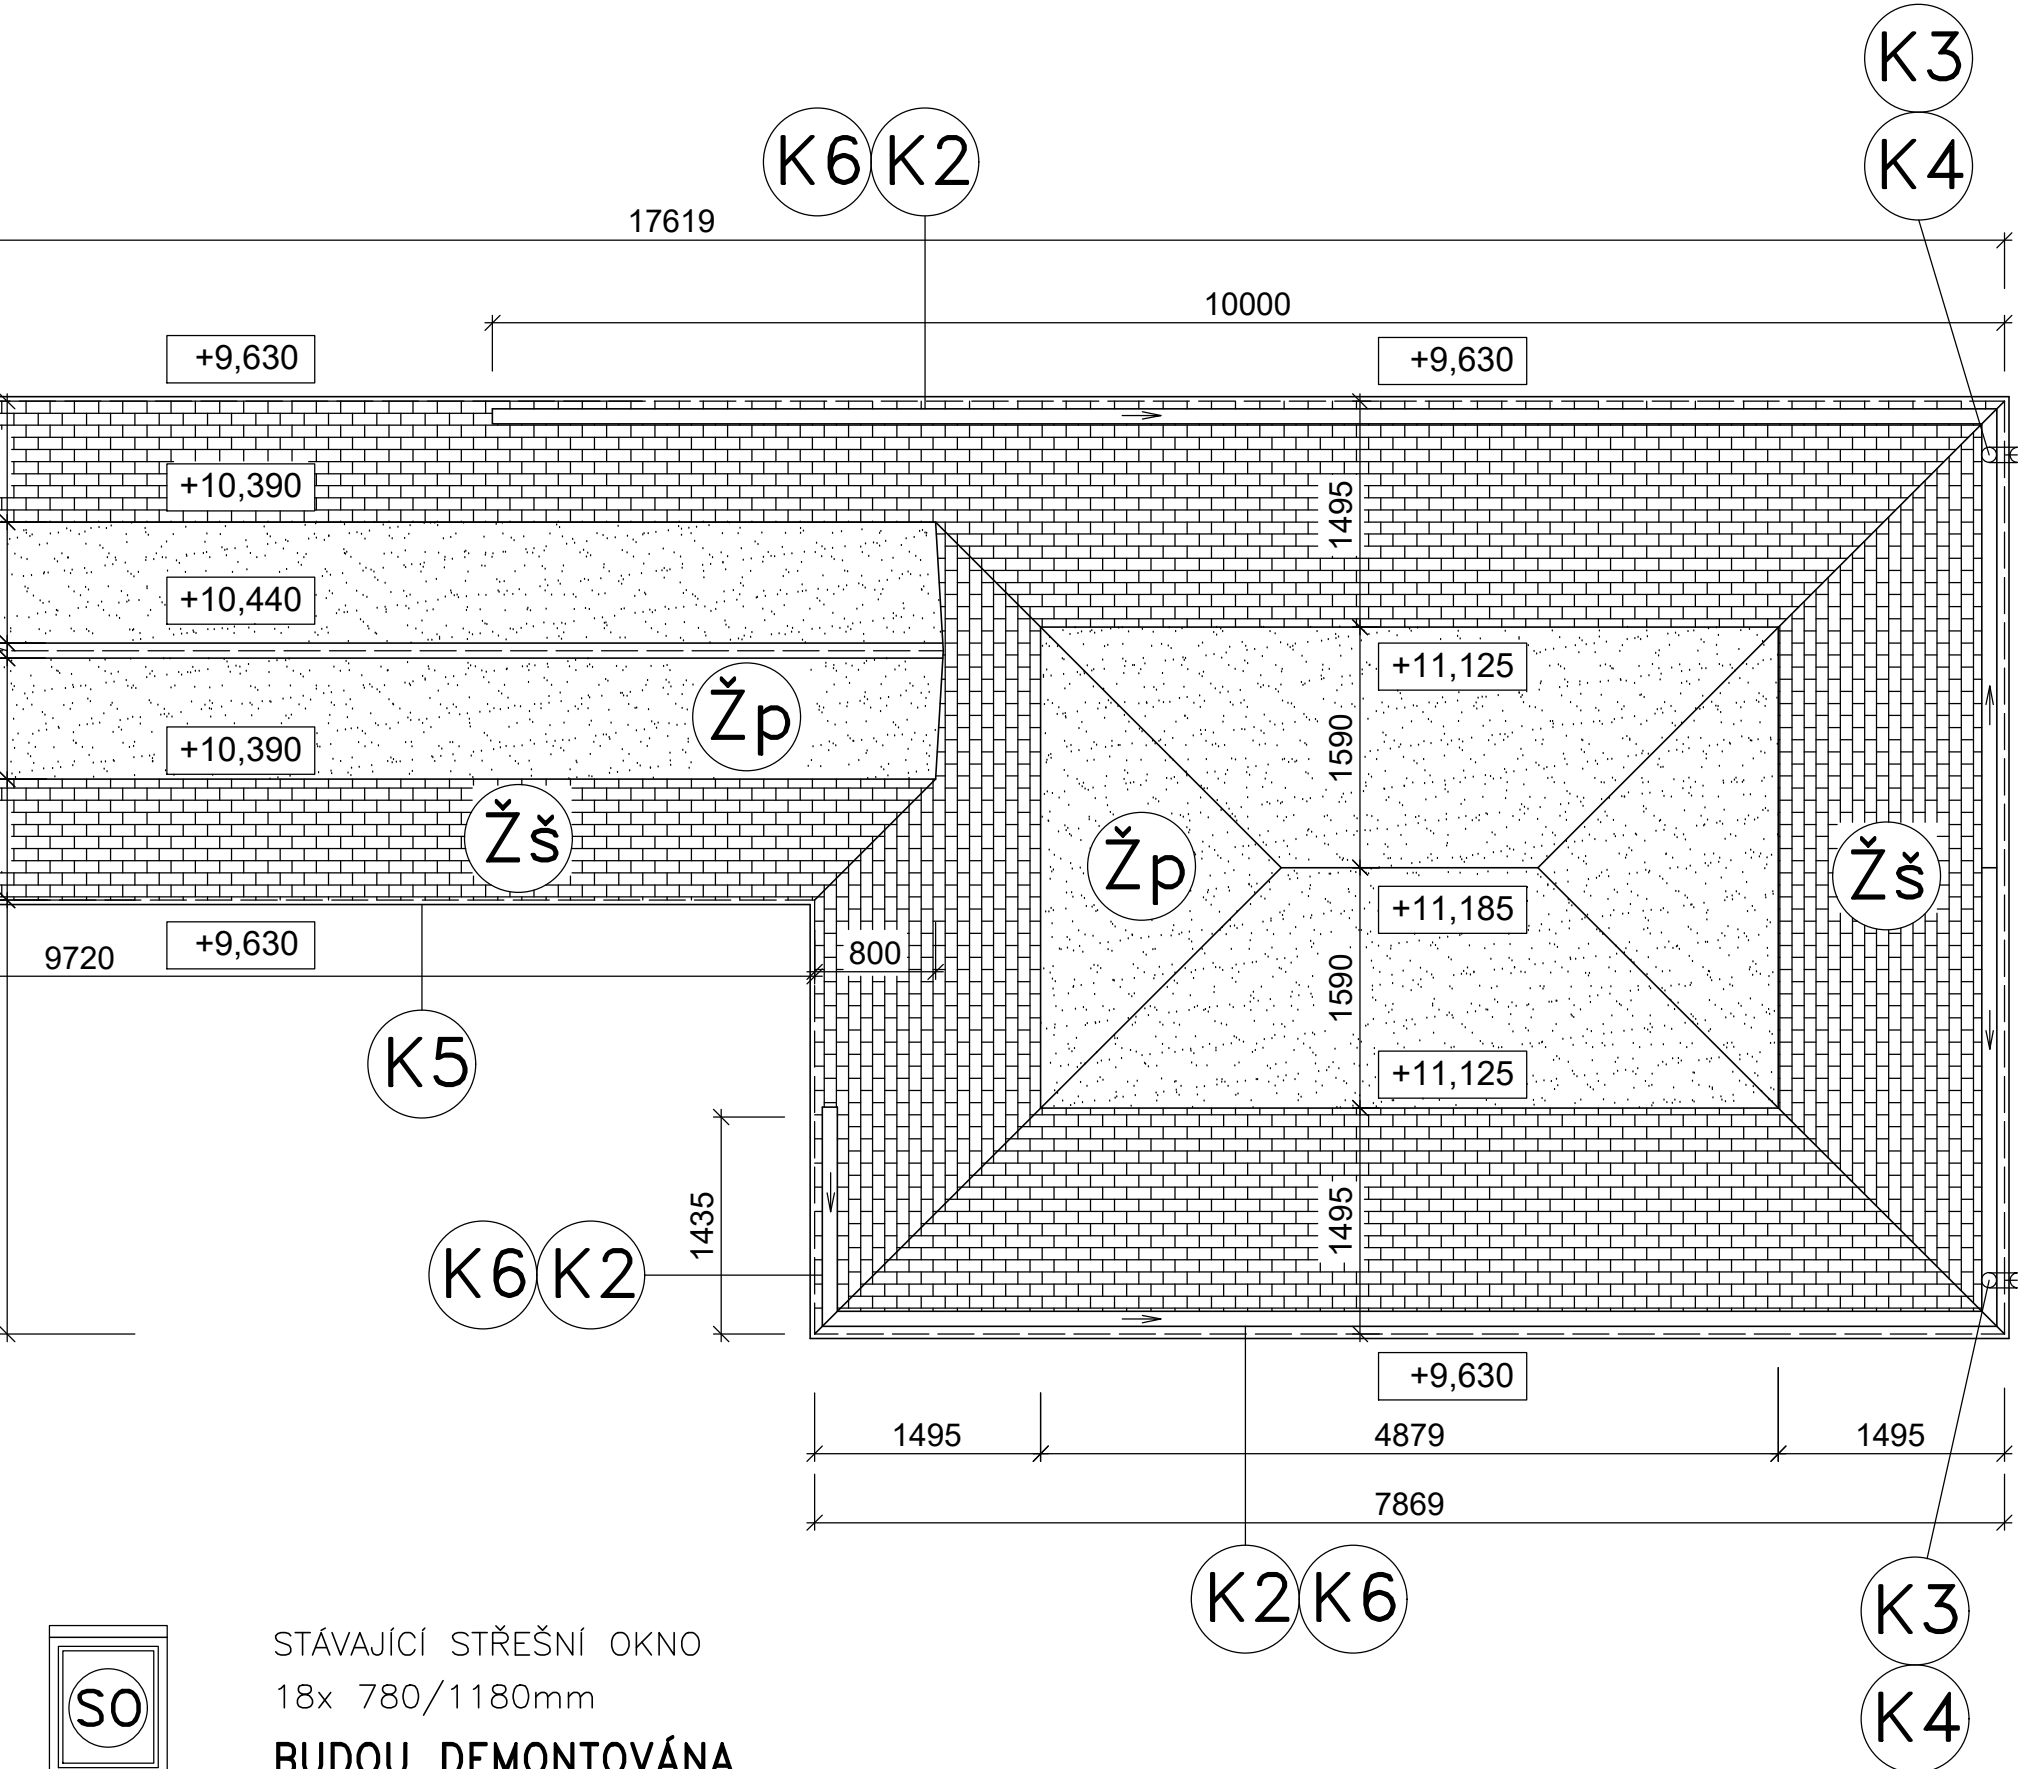 K3
K6 K2
K4
17619
10000
+9,630
+9,630
+10,390
1495
+10,440
+11,125
Žp
1590
+10,390
Žš
Žp
Žš
+11,185
+9,630
9720
800
1590
K5
+11,125
1435
1495
K6 K2
+9,630
1495
4879
1495
7869
K2 K6
K3
K4
SO
STÁVAJÍCÍ STŘEŠNÍ OKNO
18x 780/1180mm
BUDOU DEMONTOVÁNA